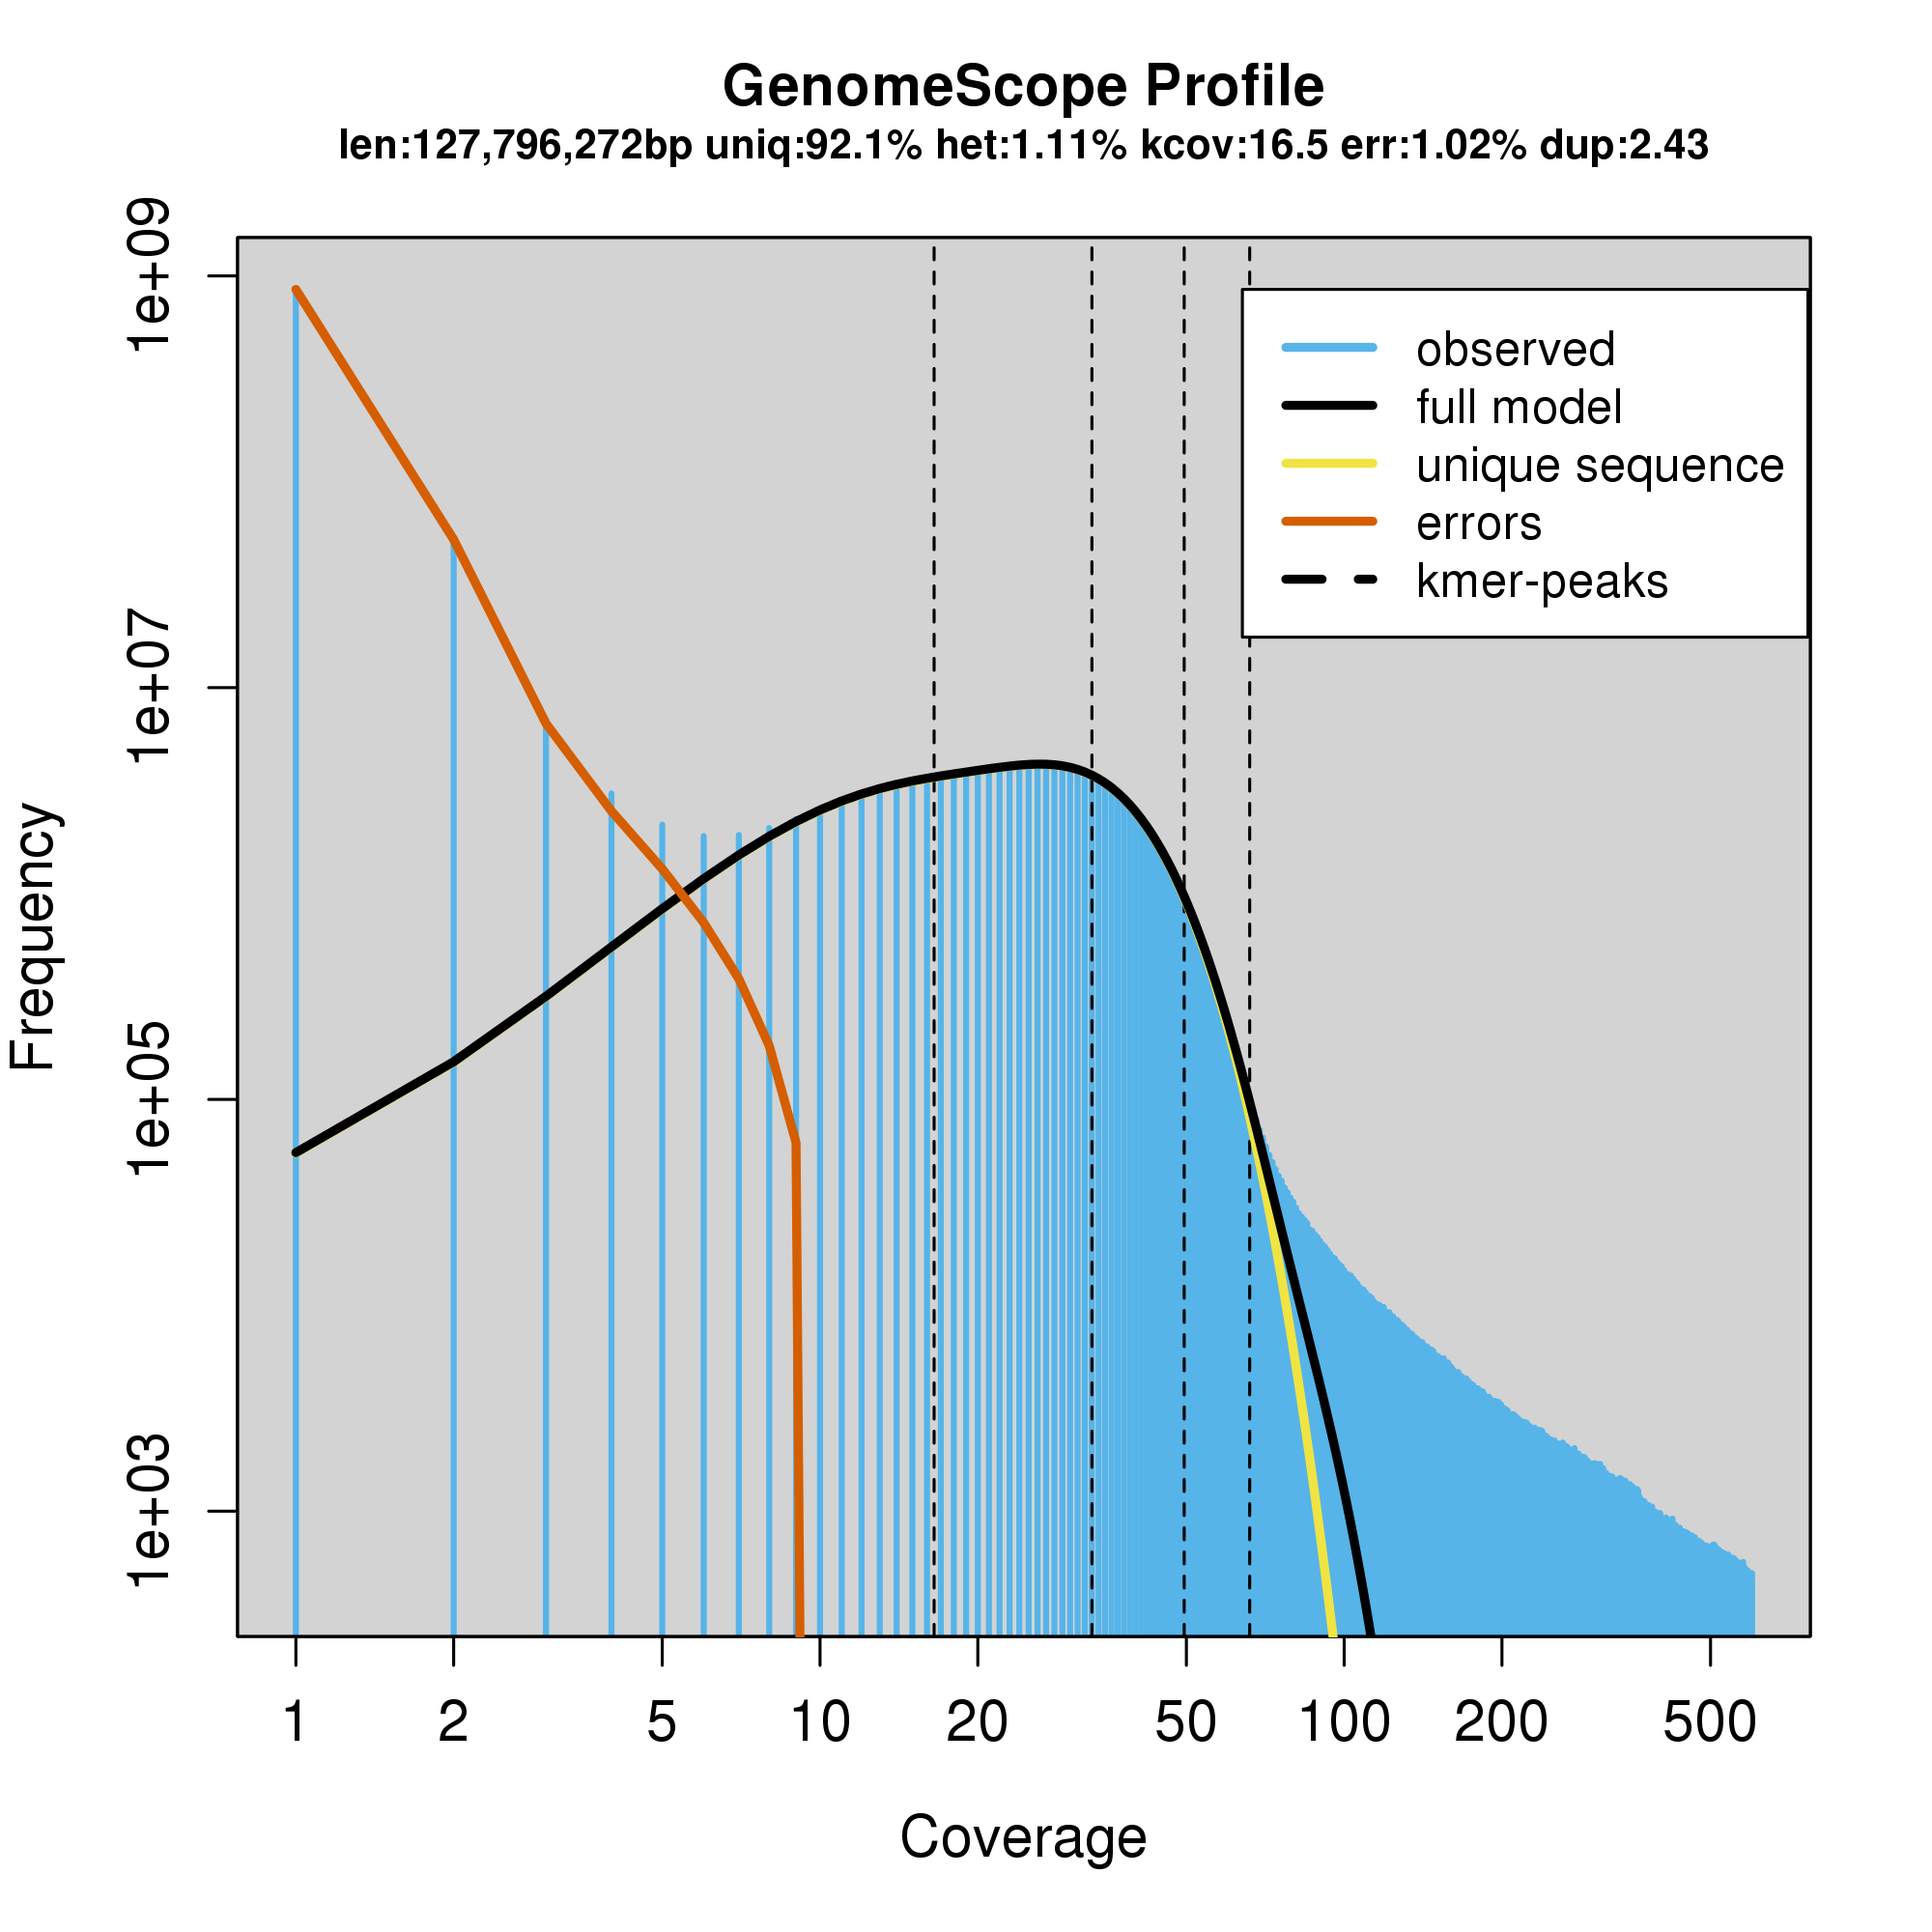 GenomeScope Profile
len:127,796,272bp uniq:92.1% het:1.11% kcov:16.5 err:1.02% dup:2.43
1e+09
1e+07
1e+05
1e+03
Frequency
observed
full model
unique sequence
errors
kmer-peaks
1 2 5 10 20 50 100 200 500
Coverage